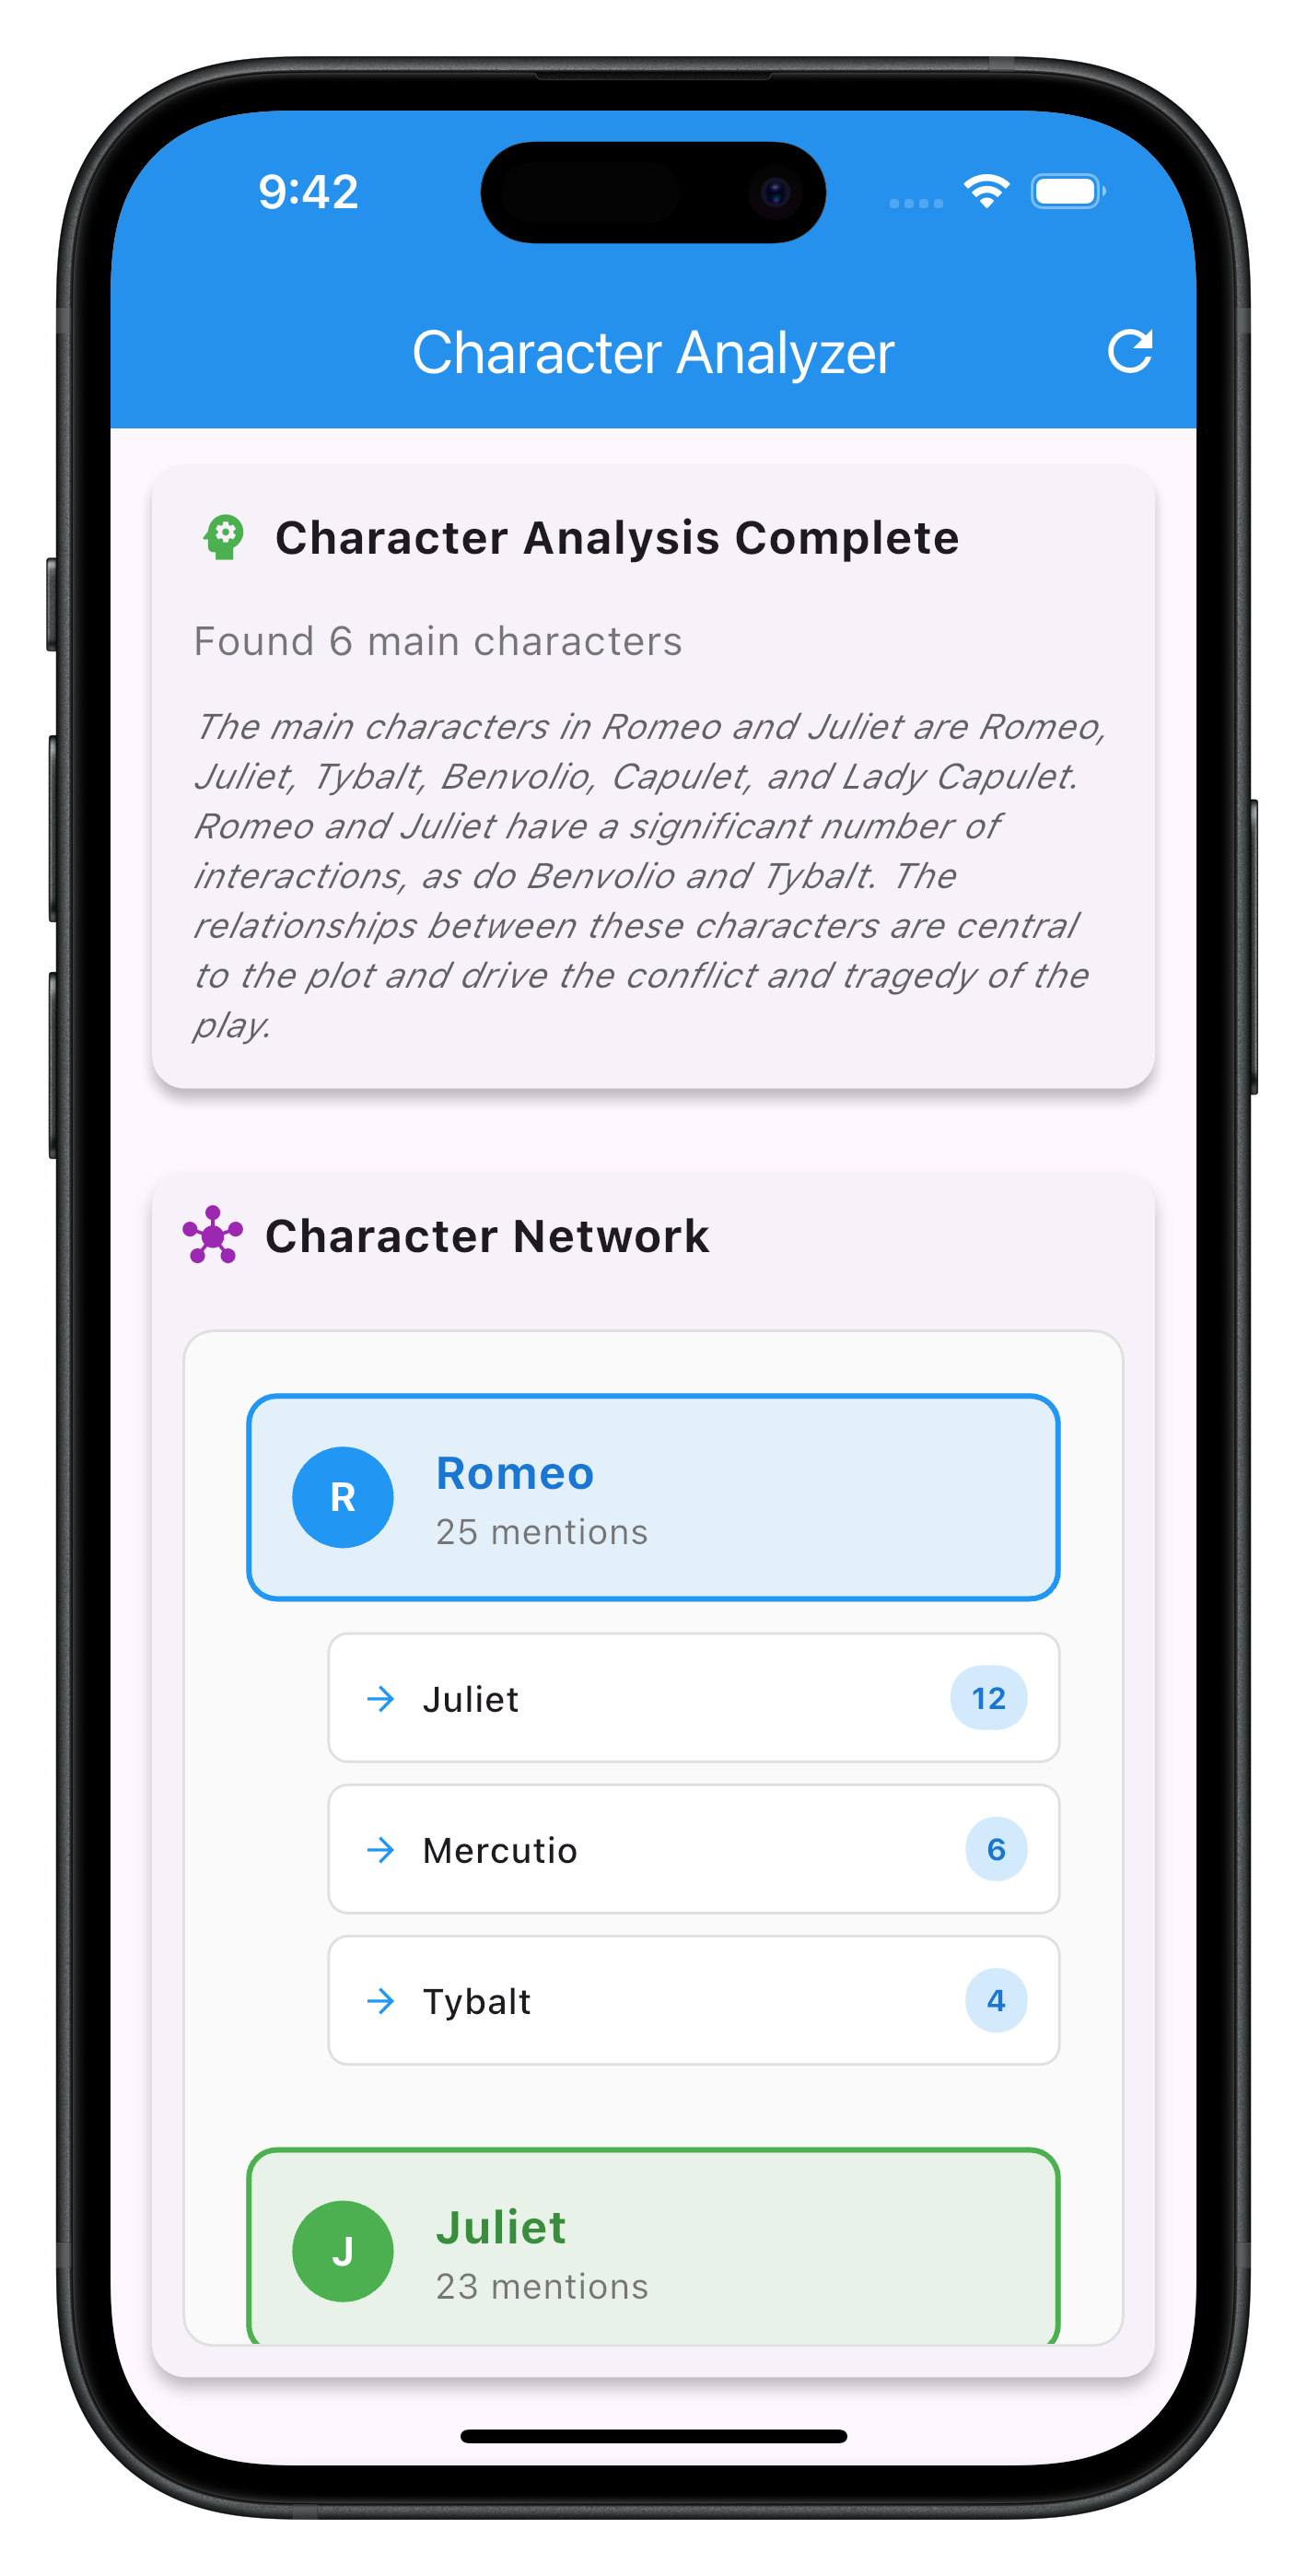 9:42
Character Analyzer
Character Analysis Complete
Found 6 main characters
The main characters in Romeo and Juliet are Romeo,
Juliet, Tybalt, Benvolio, Capulet, and Lady Capulet.
Romeo and Juliet have a significant number of
interactions, as do Benvolio and Tybalt. The
relationships between these characters are central
to the plot and drive the conflict and tragedy of the
play.
Character Network
R
Romeo
25 mentions
Juliet 12
Mercutio 6
Tybalt 4
J
Juliet
23 mentions